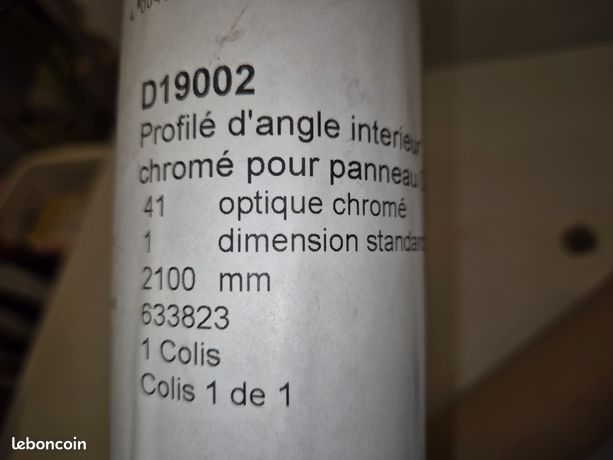 D19002
Profilé d'angle interieur
chromé pour panneau
41 optique chromé
1 dimension standard
2100 mm
633823
1 Colis
Colis 1 de 1
leboncoin